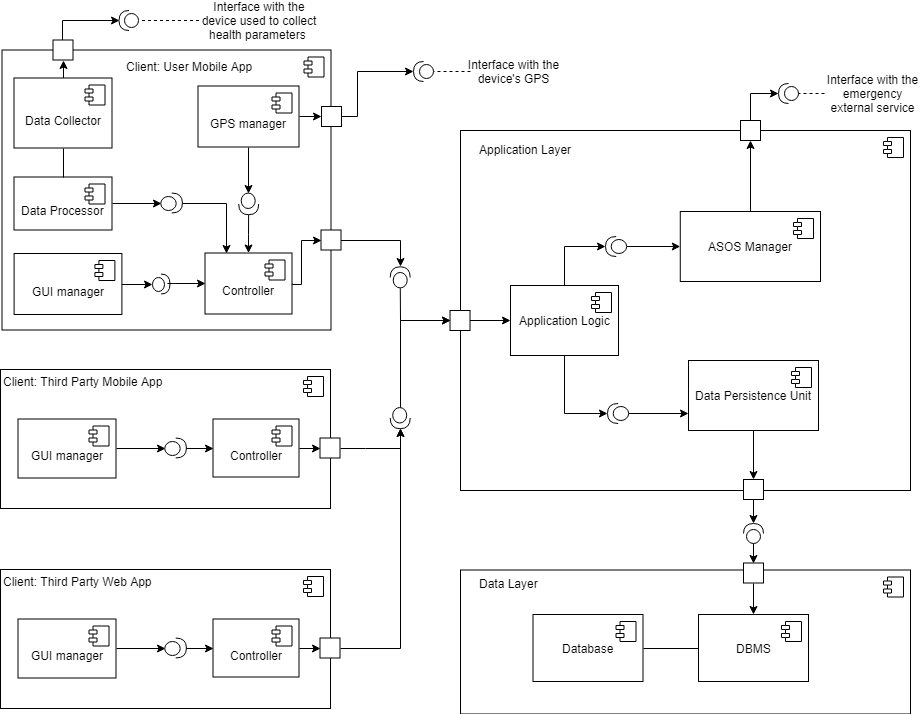 Interface with the
device used to collect
health parameters
Client: User Mobile App
Interface with the
device's GPS
Interface with the
emergency
external service
Data Collector
GPS manager
Application Layer
Data Processor
ASOS Manager
GUI manager
Controller
Application Logic
Client: Third Party Mobile App
Data Persistence Unit
GUI manager
Controller
Client: Third Party Web App
Data Layer
GUI manager
Controller
Database
DBMS